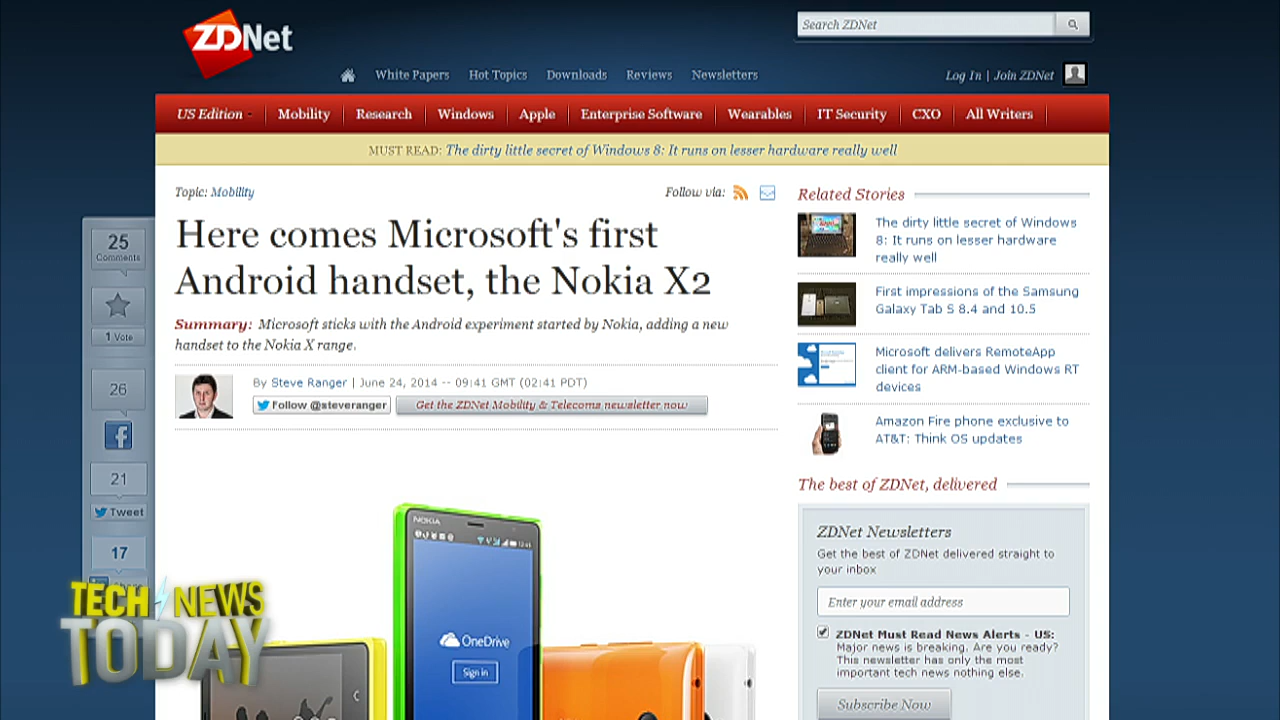 ZDNet
Search ZDNet
White Papers Hot Topics Downloads Reviews Newsletters
Log In | Join ZDNet
US Edition Mobility Research Windows Apple Enterprise Software Wearables IT Security CXO All Writers
MUST READ: The dirty little secret of Windows 8: It runs on lesser hardware really well
Topic: Mobility
Follow via:
Here comes Microsoft's first
Android handset, the Nokia X2
Summary: Microsoft sticks with the Android experiment started by Nokia, adding a new
handset to the Nokia X range.
By Steve Ranger | June 24, 2014 -- 09:41 GMT (02:41 PDT)
Follow @steveranger
Get the ZDNet Mobility & Telecoms newsletter now
25
Comments
1 Vote
26
21
Tweet
17
NOKIA
OneDrive
Sign in
Related Stories
The dirty little secret of Windows
8: It runs on lesser hardware
really well
First impressions of the Samsung
Galaxy Tab S 8.4 and 10.5
Microsoft delivers RemoteApp
client for ARM-based Windows RT
devices
Amazon Fire phone exclusive to
AT&T: Think OS updates
The best of ZDNet, delivered
ZDNet Newsletters
Get the best of ZDNet delivered straight to
your inbox
Enter your email address
ZDNet Must Read News Alerts - US:
Major news is breaking. Are you ready?
This newsletter has only the most
important tech news nothing else.
Subscribe Now
TECH NEWS
TODAY